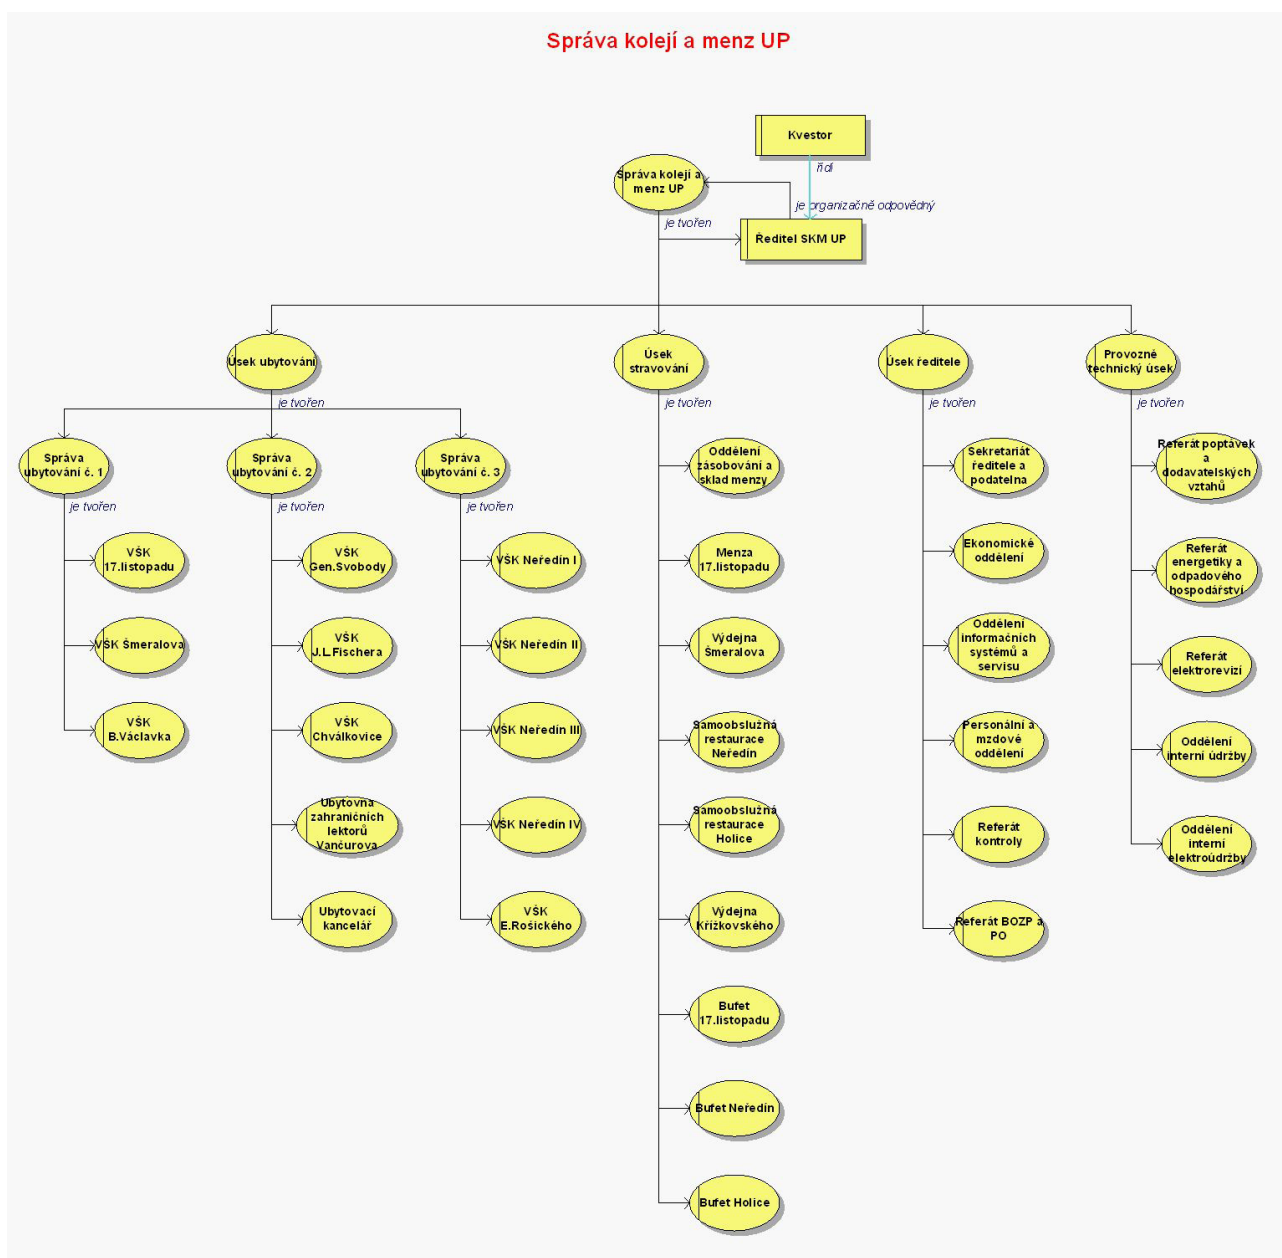 Správa kolejí a menz UP
Kvestor
řídí
Správa kolejí a
menz UP
je organizačně odpovědný
je tvořen
Ředitel SKM UP
Úsek ubytování
Úsek
stravování
Úsek ředitele
Provozně
technický úsek
je tvořen
je tvořen
je tvořen
je tvořen
Správa
ubytování č. 1
Správa
ubytování č. 2
Správa
ubytování č. 3
je tvořen
je tvořen
je tvořen
VŠK
17.listopadu
VŠK Šmeralova
VŠK
B.Václavka
VŠK
Gen.Svobody
VŠK
J.L.Fischera
VŠK
Chválkovice
Ubytovna
zahraničních
lektorů
Vančurova
Ubytovací
kancelář
VŠK Neředín I
VŠK Neředín II
VŠK Neředín III
VŠK Neředín IV
VŠK
E.Rošického
Oddělení
zásobování a
sklad menzy
Menza
17.listopadu
Výdejna
Šmeralova
Samoobslužná
restaurace
Neředín
Samoobslužná
restaurace
Holice
Výdejna
Křížkovského
Bufet
17.listopadu
Bufet Neředín
Bufet Holice
Sekretariát
ředitele a
podatelna
Ekonomické
oddělení
Oddělení
informačních
systémů a
servisu
Personální a
mzdové
oddělení
Referát
kontroly
Referát BOZP a
PO
Referát poptávek
a
dodavatelských
vztahů
Referát
energetiky a
odpadového
hospodářství
Referát
elektrorevizí
Oddělení
interní údržby
Oddělení
interní
elektroúdržby